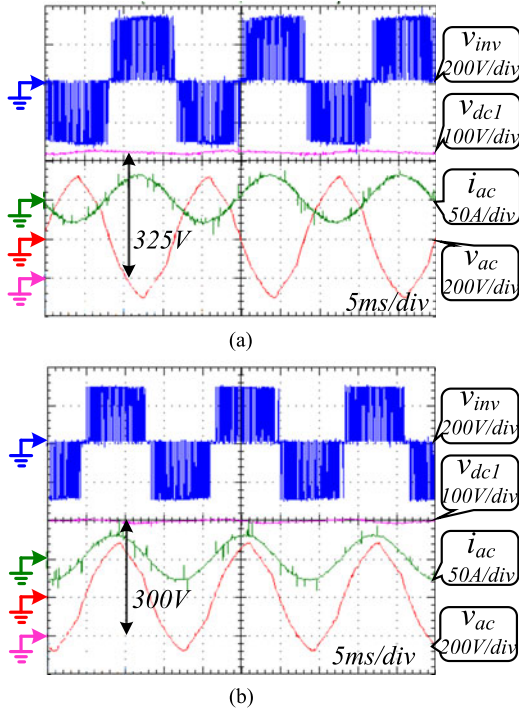 v_inv
200V/div
v_dc1
100V/div
i_ac
50A/div
v_ac
200V/div
325V
5ms/div
(a)
v_inv
200V/div
v_dc1
100V/div
i_ac
50A/div
v_ac
200V/div
300V
5ms/div
(b)